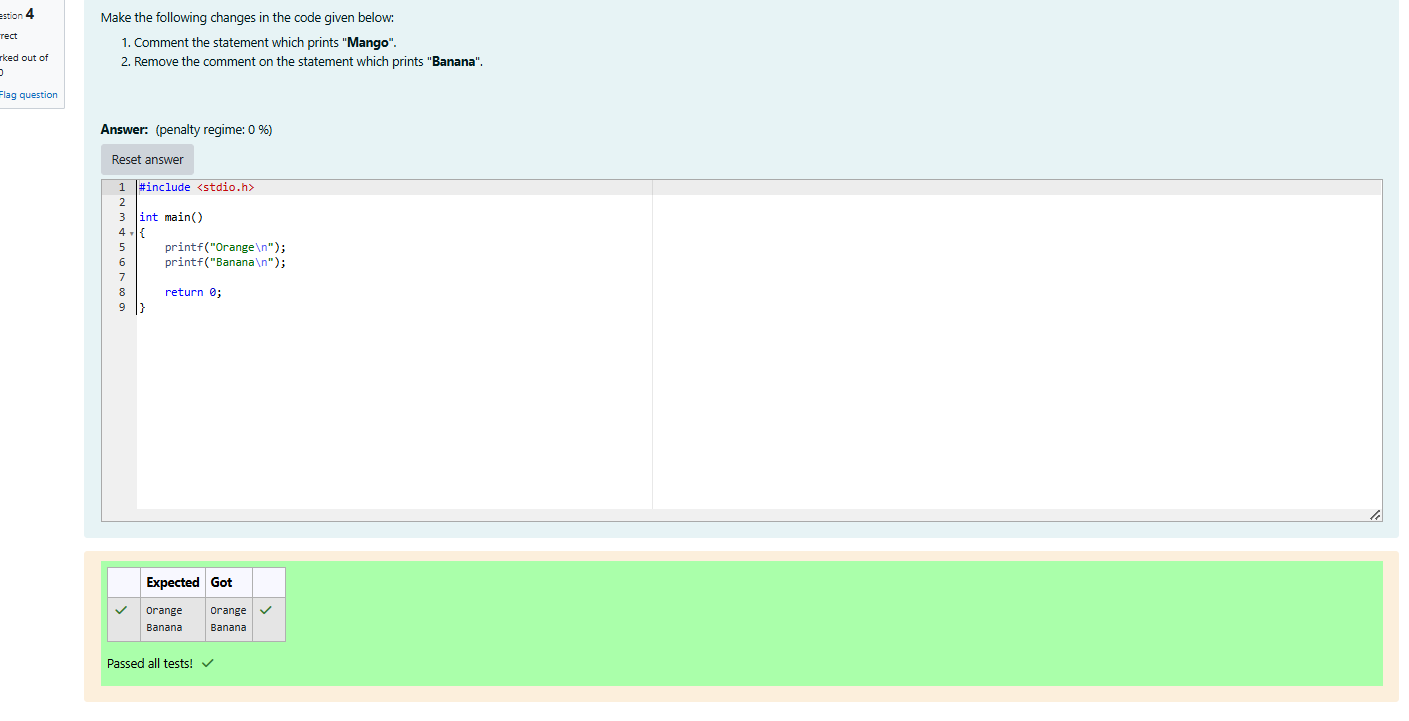 estion 4
rrect
rked out of
0
Flag question
Make the following changes in the code given below:
1. Comment the statement which prints "Mango".
2. Remove the comment on the statement which prints "Banana".
Answer: (penalty regime: 0 %)
Reset answer
1 #include <stdio.h>
2
3 int main()
4 {
5 printf("Orange\n");
6 printf("Banana\n");
7
8 return 0;
9 }
Expected Got
Orange Orange
Banana Banana
Passed all tests!